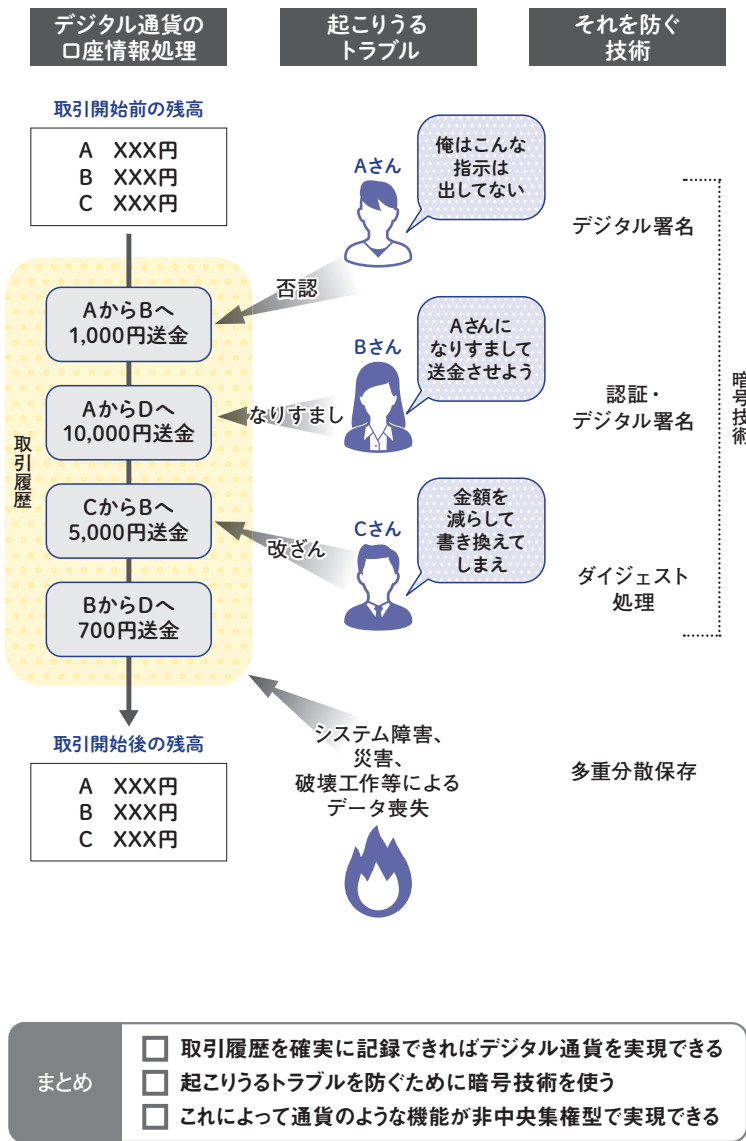 デジタル通貨の
口座情報処理
起こりうる
トラブル
それを防ぐ
技術
取引開始前の残高
A XXX円
B XXX円
C XXX円
取引履歴
AからBへ
1,000円送金
AからDへ
10,000円送金
CからBへ
5,000円送金
BからDへ
700円送金
取引開始後の残高
A XXX円
B XXX円
C XXX円
Aさん
俺はこんな
指示は
出してない
否認
Bさん
Aさんに
なりすまして
送金させよう
なりすまし
Cさん
金額を
減らして
書き換えて
しまえ
改ざん
システム障害、
災害、
破壊工作等による
データ喪失
デジタル署名
認証・
デジタル署名
ダイジェスト
処理
暗号技術
多重分散保存
まとめ
□ 取引履歴を確実に記録できればデジタル通貨を実現できる
□ 起こりうるトラブルを防ぐために暗号技術を使う
□ これによって通貨のような機能が非中央集権型で実現できる